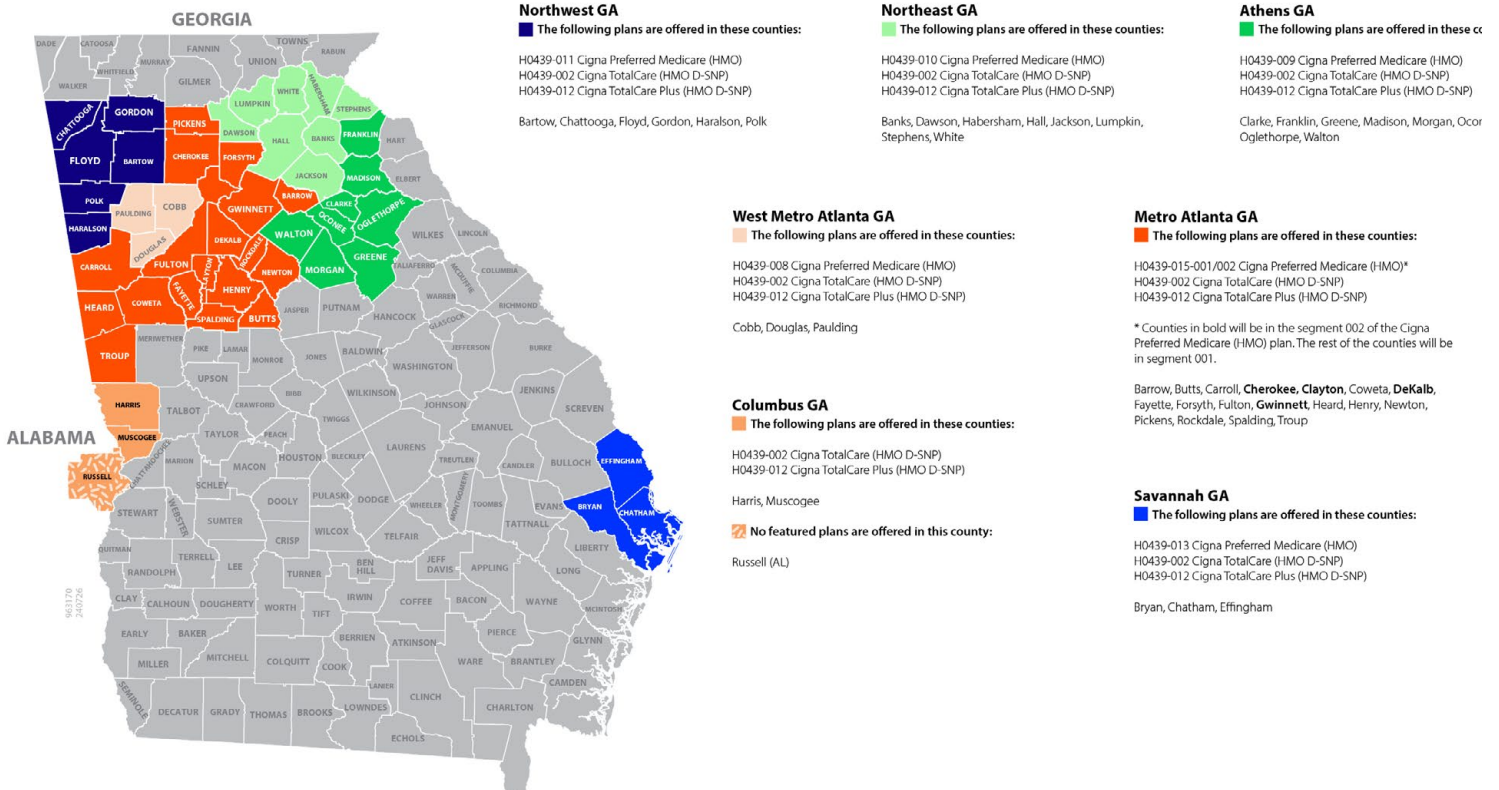 GEORGIA
DADE
CATOOSA
WALKER
WHITFIELD
MURRAY
FANNIN
GILMER
UNION
TOWNS
RABUN
CHATTOOGA
GORDON
PICKENS
LUMPKIN
WHITE
HABERSHAM
STEPHENS
DAWSON
HALL
BANKS
FRANKLIN
HART
FLOYD
BARTOW
CHEROKEE
FORSYTH
JACKSON
MADISON
ELBERT
POLK
PAULDING
COBB
GWINNETT
BARROW
CLARKE
OCONEE
OGLETHORPE
HARALSON
DOUGLAS
DEKALB
WALTON
WILKES
LINCOLN
CARROLL
FULTON
CLAYTON
ROCKDALE
NEWTON
MORGAN
GREENE
TALIAFERRO
MCDUFFIE
COLUMBIA
HEARD
COWETA
FAYETTE
HENRY
SPALDING
BUTTS
JASPER
PUTNAM
HANCOCK
WARREN
GLASCOCK
RICHMOND
TROUP
MERIWETHER
PIKE
LAMAR
MONROE
JONES
BALDWIN
WASHINGTON
JEFFERSON
BURKE
UPSON
HARRIS
TALBOT
CRAWFORD
BIBB
WILKINSON
TWIGGS
JOHNSON
JENKINS
SCREVEN
EMANUEL
ALABAMA
MUSCOGEE
RUSSELL
CHATTAHOOCHEE
MARION
TAYLOR
PEACH
MACON
HOUSTON
BLECKLEY
LAURENS
TREUTLEN
CANDLER
BULLOCH
EFFINGHAM
SCHLEY
DOOLY
PULASKI
DODGE
WHEELER
MONTGOMERY
TOOMBS
EVANS
BRYAN
CHATHAM
TATTNALL
STEWART
WEBSTER
SUMTER
CRISP
WILCOX
TELFAIR
LIBERTY
QUITMAN
TERRELL
RANDOLPH
LEE
TURNER
BEN
HILL
JEFF
DAVIS
APPLING
LONG
CLAY
CALHOUN
DOUGHERTY
WORTH
TIFT
IRWIN
COFFEE
BACON
WAYNE
MCINTOSH
EARLY
BAKER
BERRIEN
ATKINSON
PIERCE
GLYNN
MILLER
MITCHELL
COLQUITT
COOK
WARE
BRANTLEY
CAMDEN
SEMINOLE
DECATUR
GRADY
THOMAS
BROOKS
LANIER
LOWNDES
CLINCH
CHARLTON
ECHOLS
963170
240726
Northwest GA
The following plans are offered in these counties:
H0439-011 Cigna Preferred Medicare (HMO)
H0439-002 Cigna TotalCare (HMO D-SNP)
H0439-012 Cigna TotalCare Plus (HMO D-SNP)
Bartow, Chattooga, Floyd, Gordon, Haralson, Polk
Northeast GA
The following plans are offered in these counties:
H0439-010 Cigna Preferred Medicare (HMO)
H0439-002 Cigna TotalCare (HMO D-SNP)
H0439-012 Cigna TotalCare Plus (HMO D-SNP)
Banks, Dawson, Habersham, Hall, Jackson, Lumpkin,
Stephens, White
Athens GA
The following plans are offered in these
H0439-009 Cigna Preferred Medicare (HMO)
H0439-002 Cigna TotalCare (HMO D-SNP)
H0439-012 Cigna TotalCare Plus (HMO D-SNP)
Clarke, Franklin, Greene, Madison, Morgan,
Oglethorpe, Walton
West Metro Atlanta GA
The following plans are offered in these counties:
H0439-008 Cigna Preferred Medicare (HMO)
H0439-002 Cigna TotalCare (HMO D-SNP)
H0439-012 Cigna TotalCare Plus (HMO D-SNP)
Cobb, Douglas, Paulding
Metro Atlanta GA
The following plans are offered in these counties:
H0439-015-001/002 Cigna Preferred Medicare (HMO)*
H0439-002 Cigna TotalCare (HMO D-SNP)
H0439-012 Cigna TotalCare Plus (HMO D-SNP)
* Counties in bold will be in the segment 002 of the Cigna
Preferred Medicare (HMO) plan. The rest of the counties will be
in segment 001.
Barrow, Butts, Carroll, Cherokee, Clayton, Coweta, DeKalb,
Fayette, Forsyth, Fulton, Gwinnett, Heard, Henry, Newton,
Pickens, Rockdale, Spalding, Troup
Columbus GA
The following plans are offered in these counties:
H0439-002 Cigna TotalCare (HMO D-SNP)
H0439-012 Cigna TotalCare Plus (HMO D-SNP)
Harris, Muscogee
No featured plans are offered in this county:
Russell (AL)
Savannah GA
The following plans are offered in these counties:
H0439-013 Cigna Preferred Medicare (HMO)
H0439-002 Cigna TotalCare (HMO D-SNP)
H0439-012 Cigna TotalCare Plus (HMO D-SNP)
Bryan, Chatham, Effingham